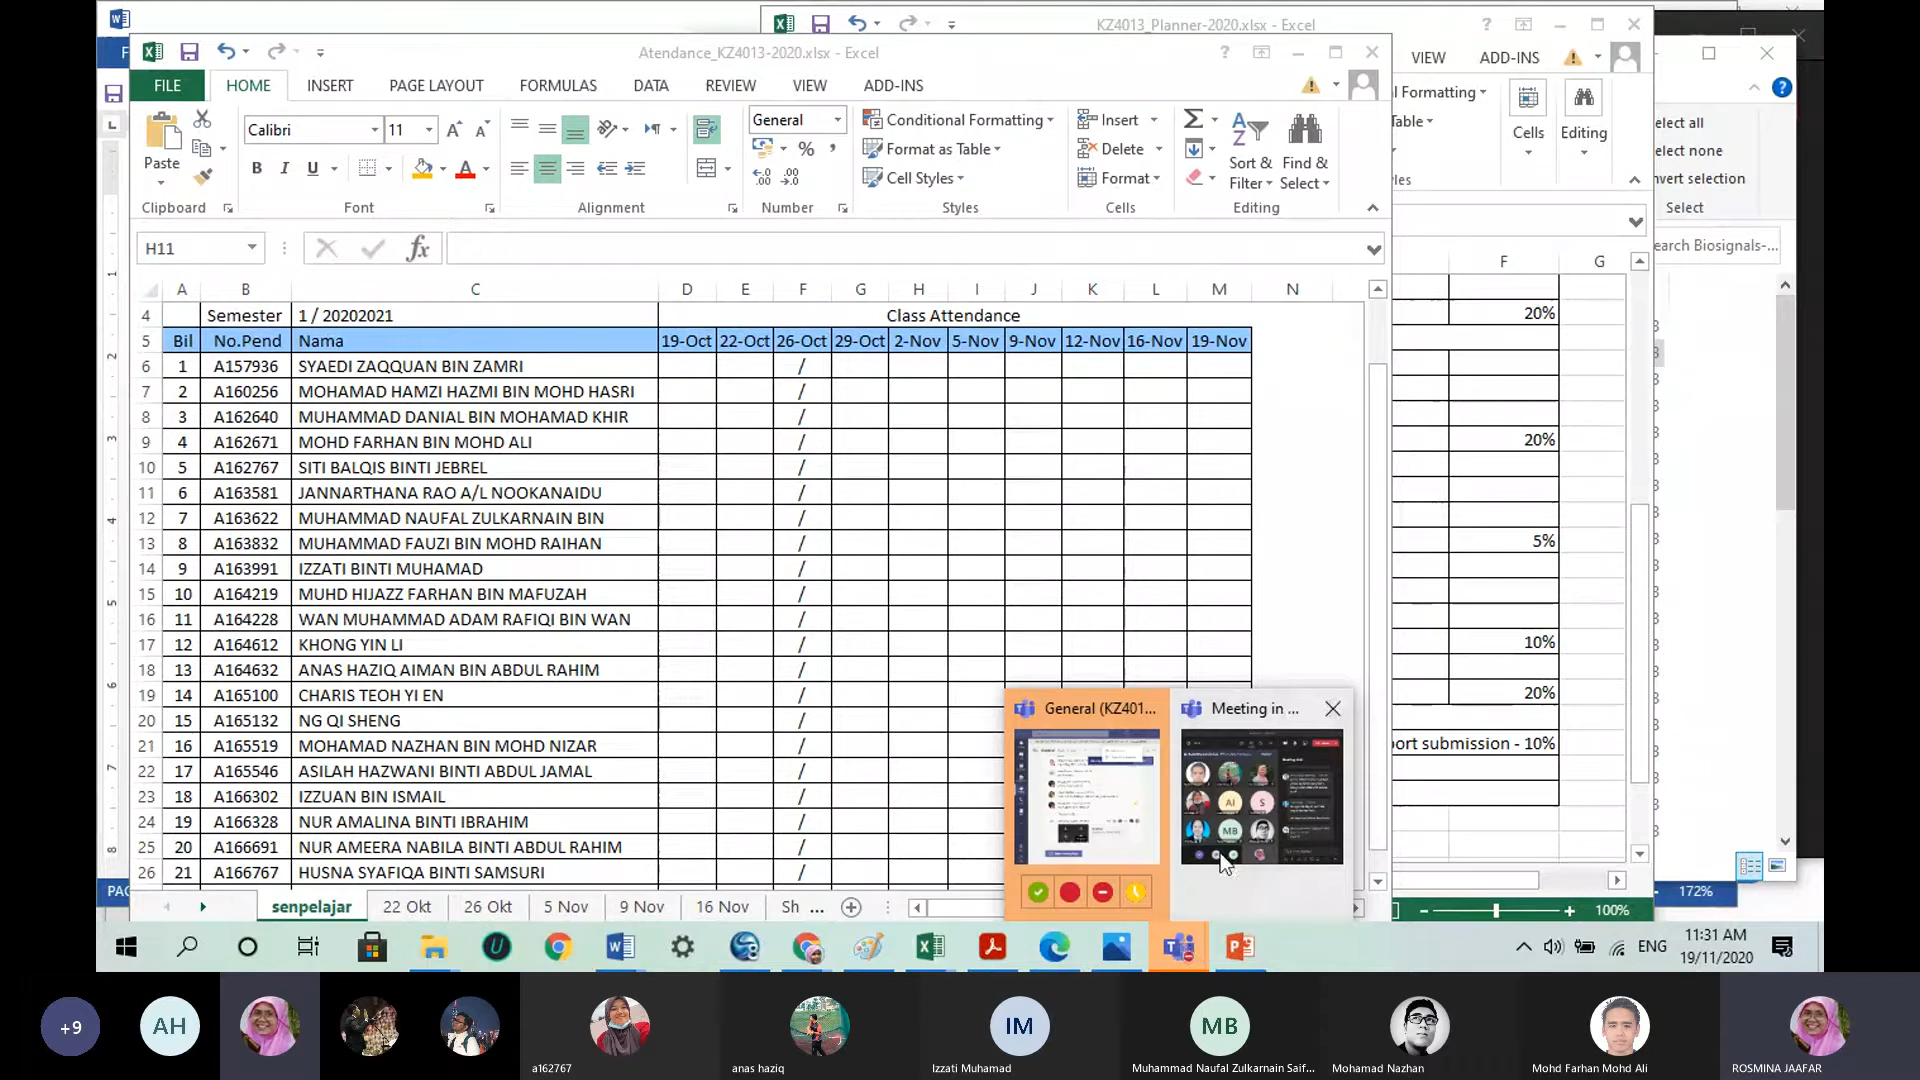 KZ4013_Planner-2020.xlsx - Excel
Atendance_KZ4013-2020.xlsx - Excel
VIEW ADD-INS
FILE HOME INSERT PAGE LAYOUT FORMULAS DATA REVIEW VIEW ADD-INS
Calibri 11
General
Conditional Formatting
Format as Table
Cell Styles
Insert
Delete
Format
Paste
B I U
Sort &
Filter
Find &
Select
Clipboard Font Alignment Number Styles Cells Editing
l Formatting
Table
Cells Editing
elect all
elect none
nvert selection
Select
H11
fx
earch Biosignals-...
A B C D E F G H I J K L M N
F G
4 Semester 1 / 20202021 Class Attendance
5 Bil No.Pend Nama 19-Oct 22-Oct 26-Oct 29-Oct 2-Nov 5-Nov 9-Nov 12-Nov 16-Nov 19-Nov
6 1 A157936 SYAEDI ZAQQUAN BIN ZAMRI /
7 2 A160256 MOHAMAD HAMZI HAZMI BIN MOHD HASRI /
8 3 A162640 MUHAMMAD DANIAL BIN MOHAMAD KHIR /
9 4 A162671 MOHD FARHAN BIN MOHD ALI /
10 5 A162767 SITI BALQIS BINTI JEBREL /
11 6 A163581 JANNARTHANA RAO A/L NOOKANAIDU /
12 7 A163622 MUHAMMAD NAUFAL ZULKARNAIN BIN /
13 8 A163832 MUHAMMAD FAUZI BIN MOHD RAIHAN /
14 9 A163991 IZZATI BINTI MUHAMAD /
15 10 A164219 MUHD HIJAZZ FARHAN BIN MAFUZAH /
16 11 A164228 WAN MUHAMMAD ADAM RAFIQI BIN WAN /
17 12 A164612 KHONG YIN LI /
18 13 A164632 ANAS HAZIQ AIMAN BIN ABDUL RAHIM /
19 14 A165100 CHARIS TEOH YI EN /
20 15 A165132 NG QI SHENG /
21 16 A165519 MOHAMAD NAZHAN BIN MOHD NIZAR /
22 17 A165546 ASILAH HAZWANI BINTI ABDUL JAMAL /
23 18 A166302 IZZUAN BIN ISMAIL /
24 19 A166328 NUR AMALINA BINTI IBRAHIM /
25 20 A166691 NUR AMEERA NABILA BINTI ABDUL RAHIM /
26 21 A166767 HUSNA SYAFIQA BINTI SAMSURI /
20%
20%
5%
10%
20%
ort submission - 10%
General (KZ401...
Meeting in ...
AI S
MB
senpelajar 22 Okt 26 Okt 5 Nov 9 Nov 16 Nov Sh ...
PAG
100%
172%
ENG
11:31 AM
19/11/2020
+9 AH IM MB
a162767
anas haziq
Izzati Muhamad
Muhammad Naufal Zulkarnain Saif...
Mohamad Nazhan
Mohd Farhan Mohd Ali
ROSMINA JAAFAR